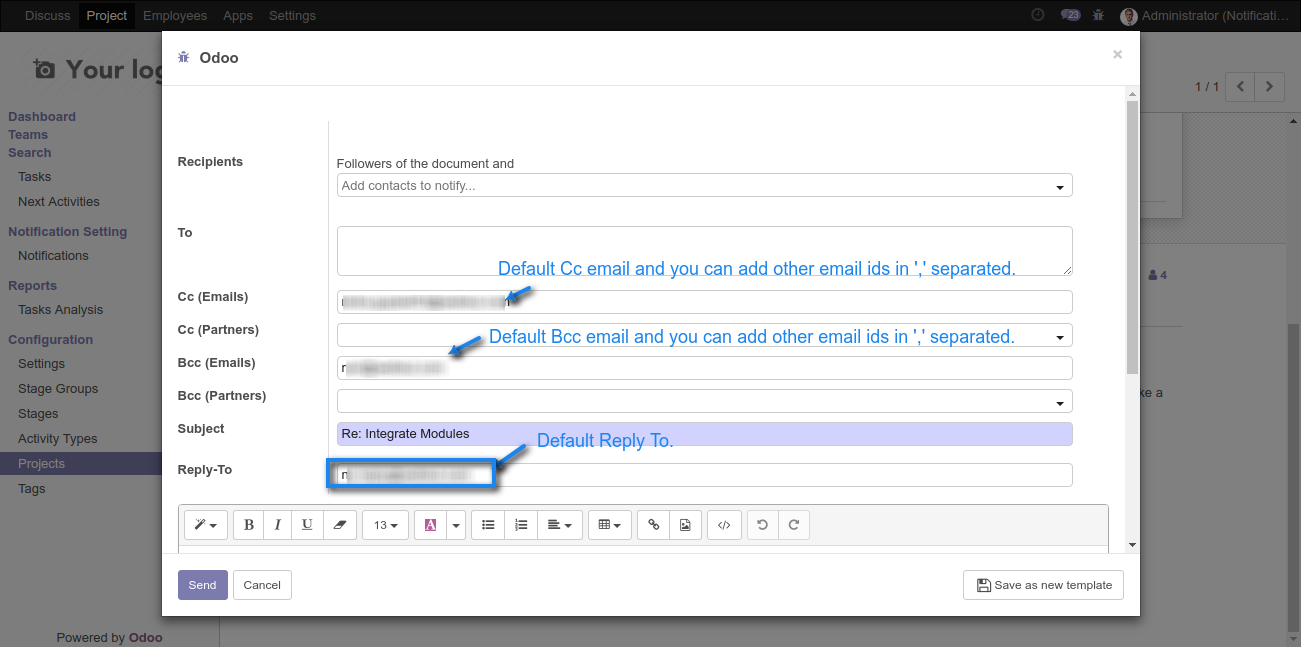 Discuss Project Employees Apps Settings 23 Administrator (Notificati...
Your log
Odoo ×
1 / 1
Dashboard
Teams
Search
Tasks
Next Activities
Notification Setting
Notifications
Reports
Tasks Analysis
Configuration
Settings
Stage Groups
Stages
Activity Types
Projects
Tags
Powered by Odoo
Recipients
Followers of the document and
Add contacts to notify...
To
Default Cc email and you can add other email ids in ',' separated.
Cc (Emails)
Cc (Partners)
Default Bcc email and you can add other email ids in ',' separated.
Bcc (Emails)
Bcc (Partners)
Subject
Re: Integrate Modules
Default Reply To.
Reply-To
B I U 13 A </>
Send Cancel Save as new template
4
ke a